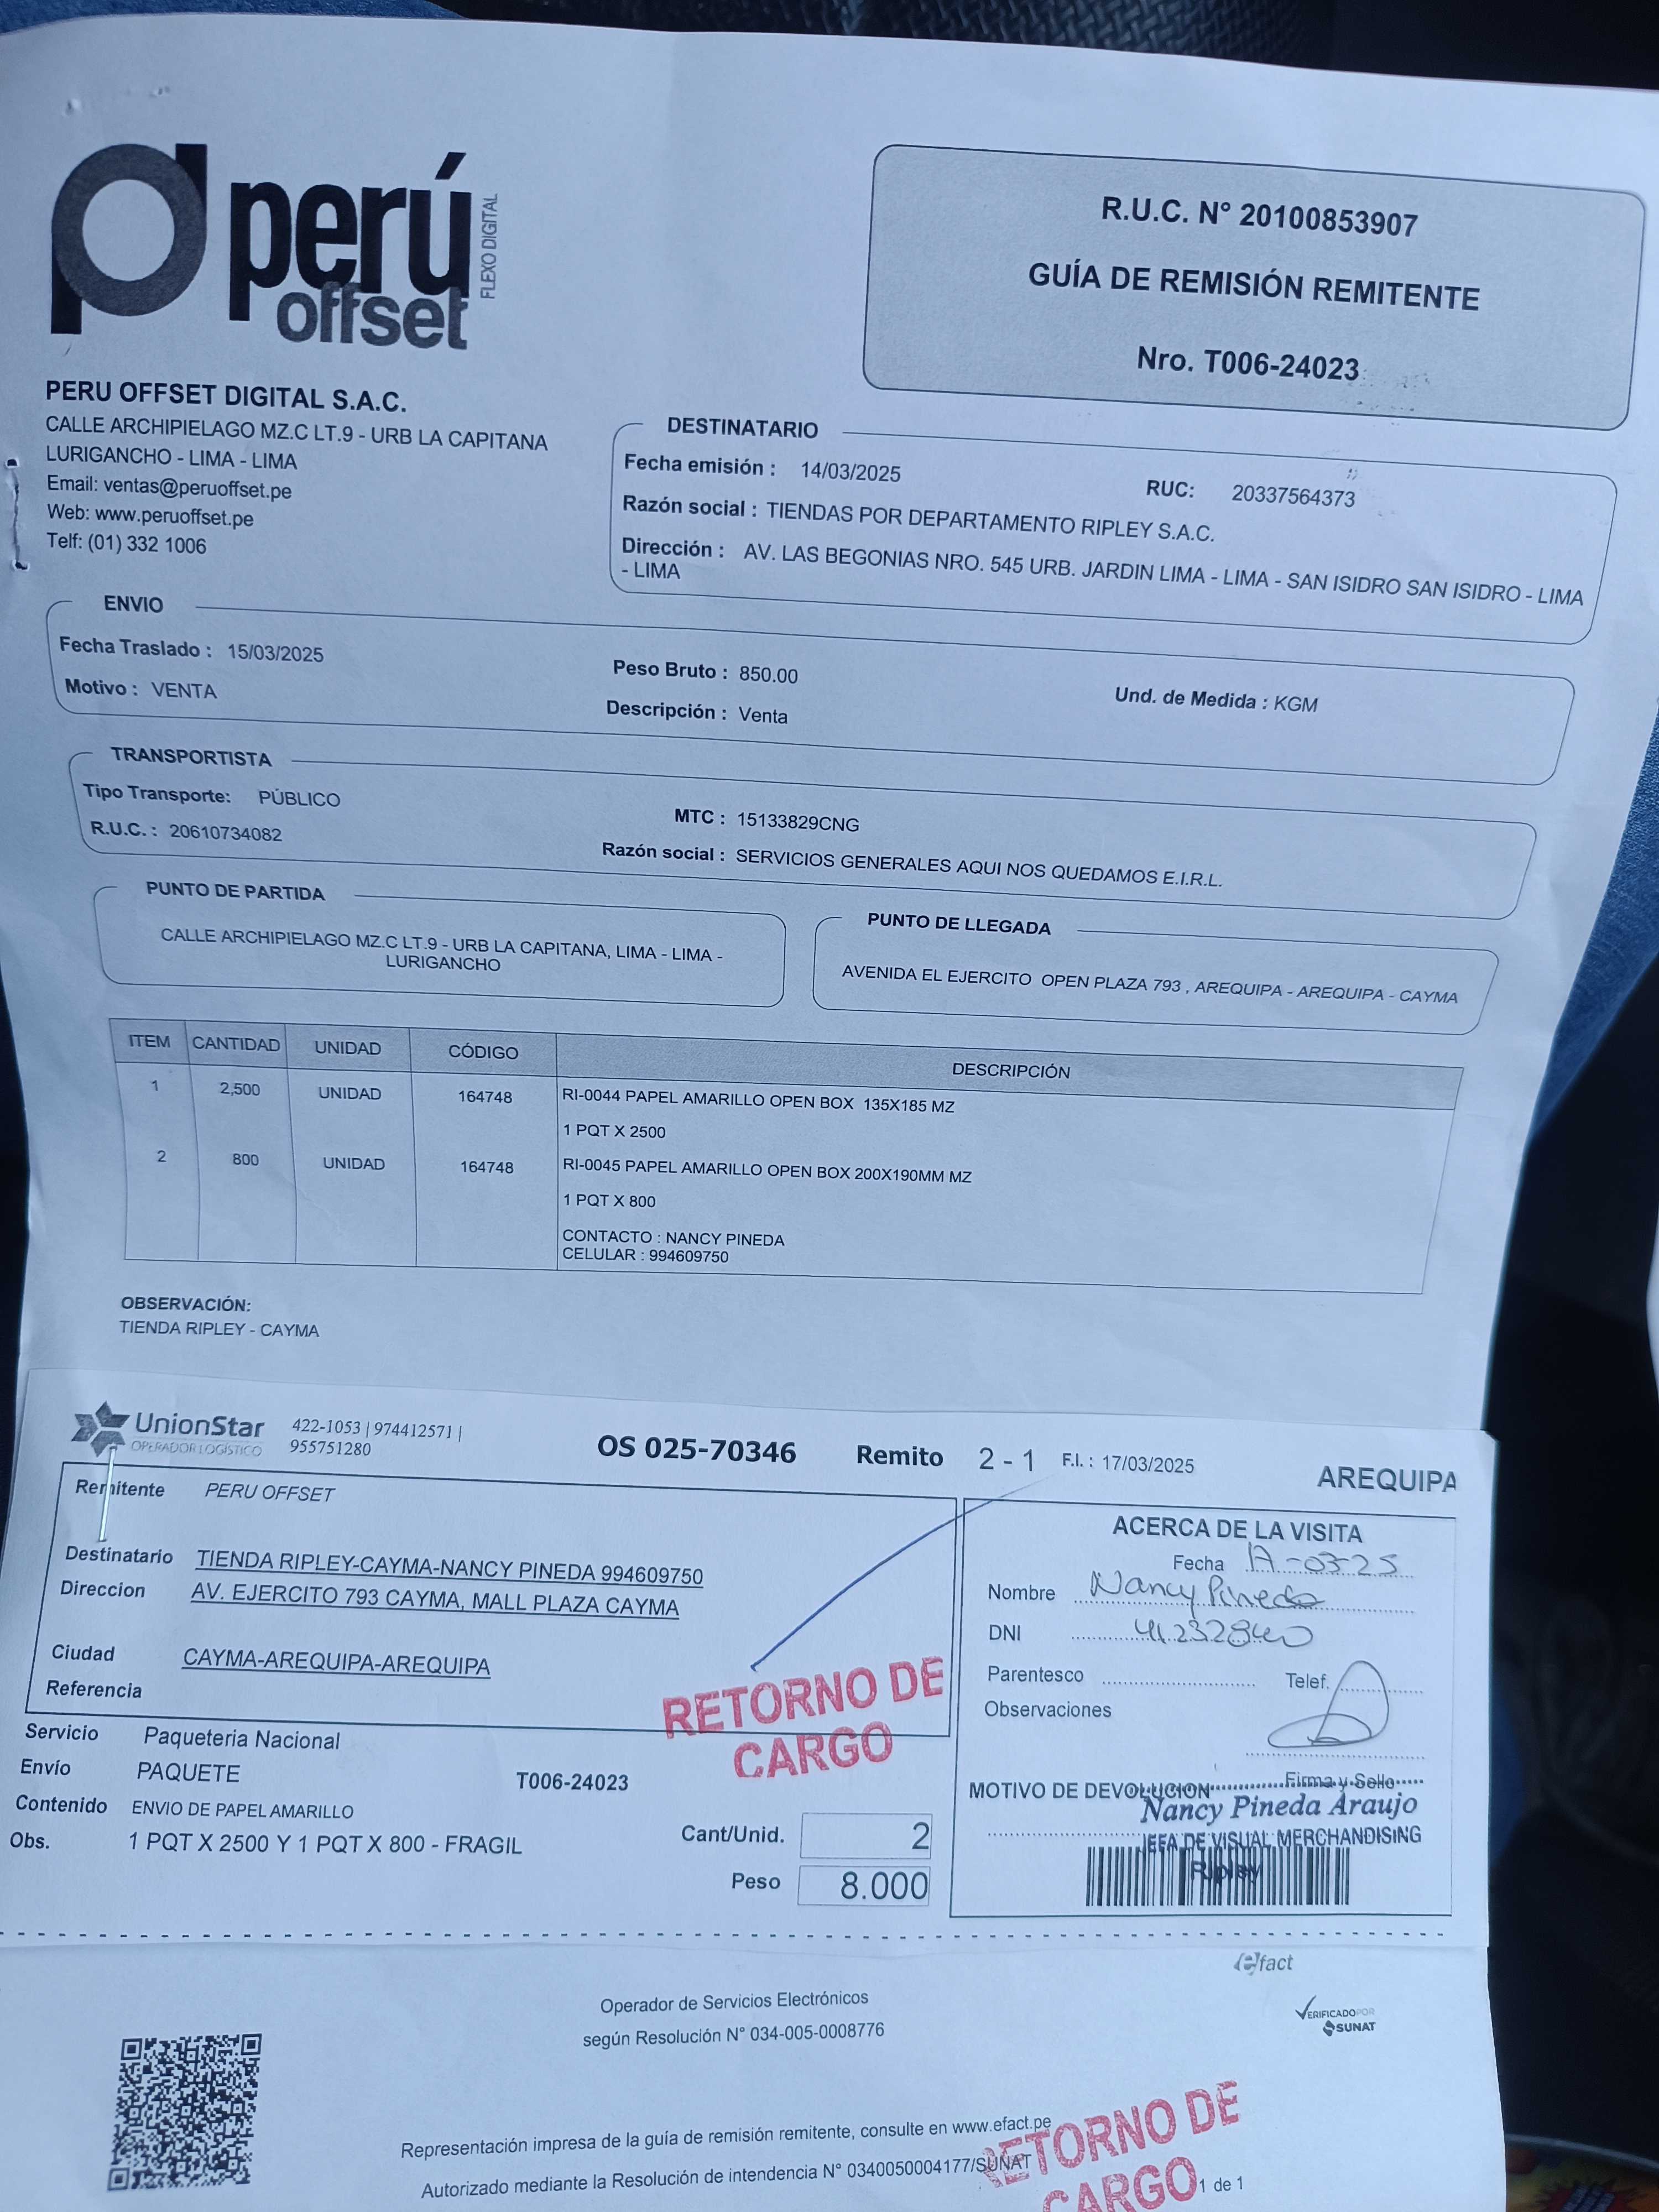 perú
offset
FLEXO DIGITAL
R.U.C. N° 20100853907
GUÍA DE REMISIÓN REMITENTE
Nro. T006-24023
PERU OFFSET DIGITAL S.A.C.
CALLE ARCHIPIELAGO MZ.C LT.9 - URB LA CAPITANA
LURIGANCHO - LIMA - LIMA
Email: ventas@peruoffset.pe
Web: www.peruoffset.pe
Telf: (01) 332 1006
DESTINATARIO
Fecha emisión : 14/03/2025 RUC: 20337564373
Razón social : TIENDAS POR DEPARTAMENTO RIPLEY S.A.C.
Dirección : AV. LAS BEGONIAS NRO. 545 URB. JARDIN LIMA - LIMA - SAN ISIDRO SAN ISIDRO - LIMA
- LIMA
ENVIO
Fecha Traslado : 15/03/2025 Peso Bruto : 850.00 Und. de Medida : KGM
Motivo : VENTA Descripción : Venta
TRANSPORTISTA
Tipo Transporte: PÚBLICO MTC : 15133829CNG
R.U.C. : 20610734082 Razón social : SERVICIOS GENERALES AQUI NOS QUEDAMOS E.I.R.L.
PUNTO DE PARTIDA
CALLE ARCHIPIELAGO MZ.C LT.9 - URB LA CAPITANA, LIMA - LIMA -
LURIGANCHO
PUNTO DE LLEGADA
AVENIDA EL EJERCITO OPEN PLAZA 793 , AREQUIPA - AREQUIPA - CAYMA
ITEM CANTIDAD UNIDAD CÓDIGO DESCRIPCIÓN
1 2,500 UNIDAD 164748 RI-0044 PAPEL AMARILLO OPEN BOX 135X185 MZ
1 PQT X 2500
2 800 UNIDAD 164748 RI-0045 PAPEL AMARILLO OPEN BOX 200X190MM MZ
1 PQT X 800
CONTACTO : NANCY PINEDA
CELULAR : 994609750
OBSERVACIÓN:
TIENDA RIPLEY - CAYMA
UnionStar
OPERADOR LOGÍSTICO
422-1053 | 974412571 |
955751280
OS 025-70346 Remito 2 - 1 F.I. : 17/03/2025 AREQUIPA
Remitente PERU OFFSET
Destinatario TIENDA RIPLEY-CAYMA-NANCY PINEDA 994609750
Direccion AV. EJERCITO 793 CAYMA, MALL PLAZA CAYMA
Ciudad CAYMA-AREQUIPA-AREQUIPA
Referencia
RETORNO DE
CARGO
Servicio Paqueteria Nacional
Envío PAQUETE T006-24023
Contenido ENVIO DE PAPEL AMARILLO
Obs. 1 PQT X 2500 Y 1 PQT X 800 - FRAGIL
Cant/Unid. 2
Peso 8.000
ACERCA DE LA VISITA
Fecha 17-03-25
Nombre Nancy Pineda
DNI 41232840
Parentesco Telef.
Observaciones
Firma y Sello
MOTIVO DE DEVOLUCION
Nancy Pineda Araujo
JEFA DE VISUAL MERCHANDISING
Ripley
efact
Operador de Servicios Electrónicos
según Resolución N° 034-005-0008776
VERIFICADO POR
SUNAT
Representación impresa de la guía de remisión remitente, consulte en www.efact.pe
Autorizado mediante la Resolución de intendencia N° 0340050004177/SUNAT
RETORNO DE
CARGO
1 de 1